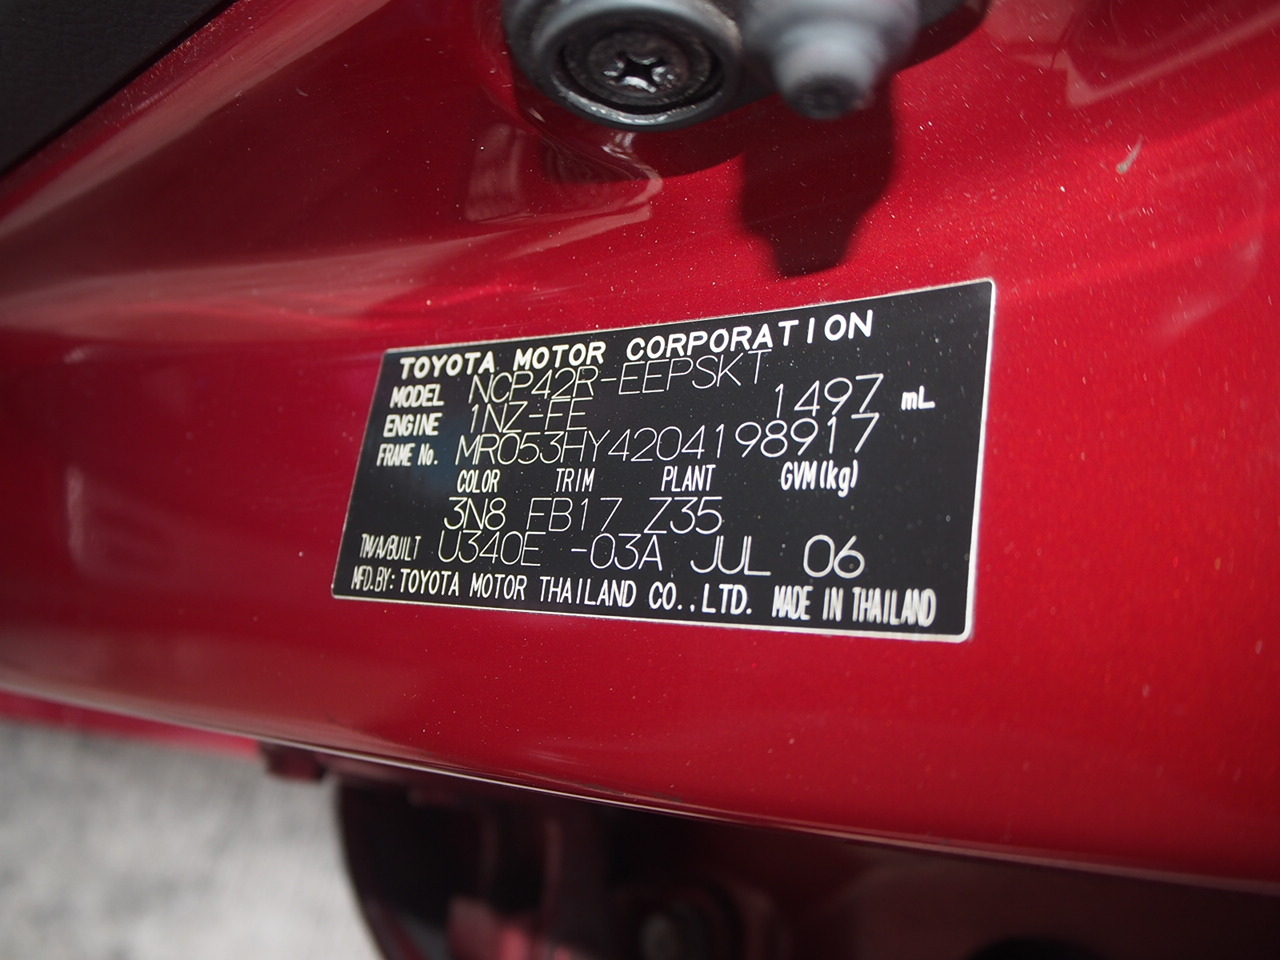 TOYOTA MOTOR CORPORATION
MODEL NCP42R-EEPSKT
ENGINE 1NZ-FE 1497 mL
FRAME No. MR053HY4204198917
COLOR TRIM PLANT GVM(kg)
3N8 FB17 Z35
TM/A/BUILT U340E -03A JUL 06
MFD.BY: TOYOTA MOTOR THAILAND CO.,LTD. MADE IN THAILAND